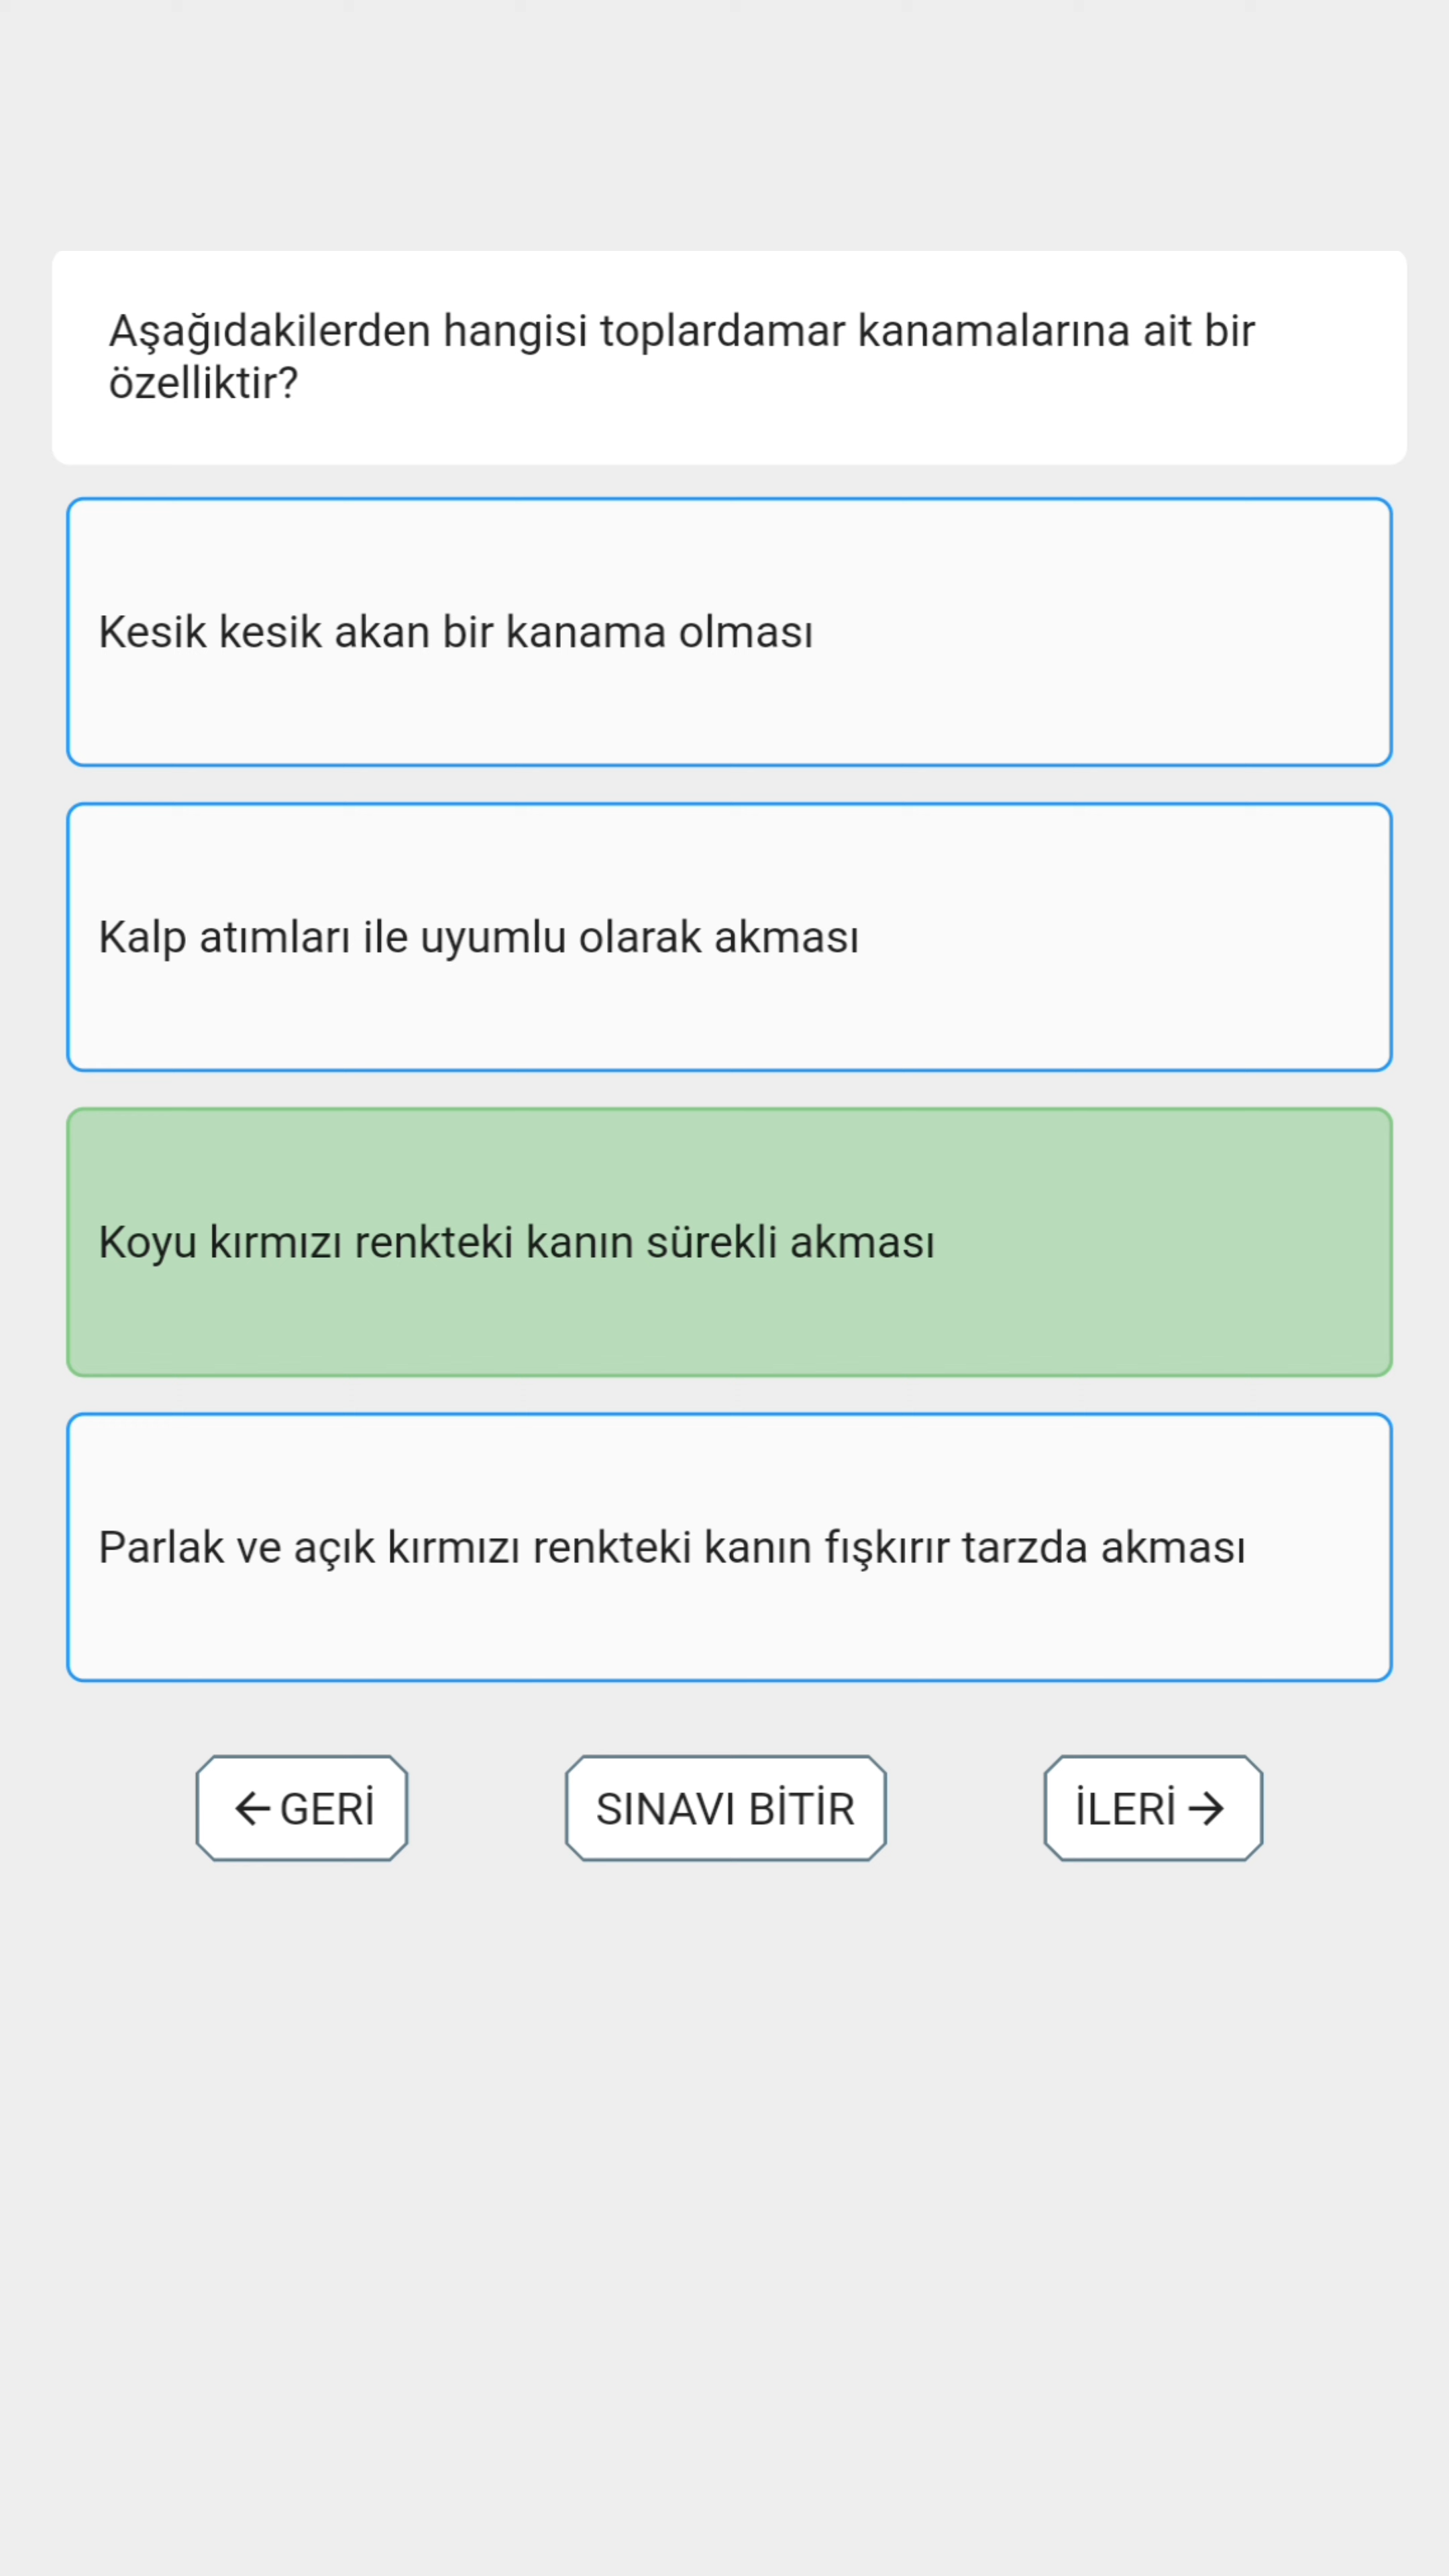 Aşağıdakilerden hangisi toplardamar kanamalarına ait bir
özelliktir?
Kesik kesik akan bir kanama olması
Kalp atımları ile uyumlu olarak akması
Koyu kırmızı renkteki kanın sürekli akması
Parlak ve açık kırmızı renkteki kanın fışkırır tarzda akması
← GERİ
SINAVI BİTİR
İLERİ →